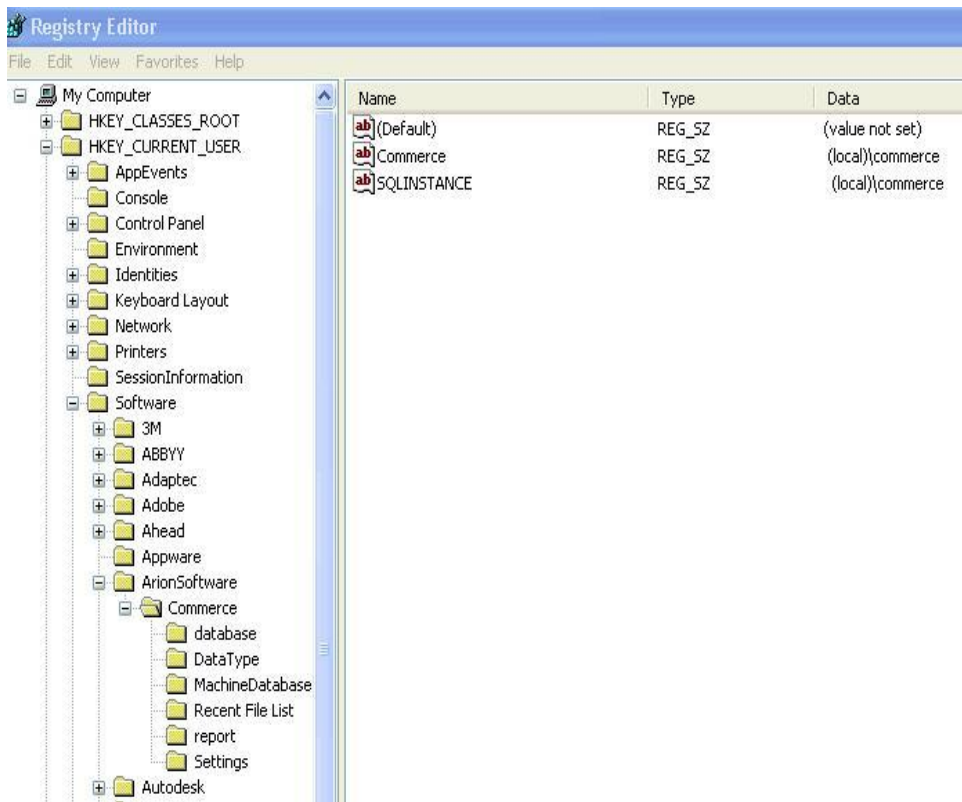 Registry Editor
File Edit View Favorites Help
My Computer
HKEY_CLASSES_ROOT
HKEY_CURRENT_USER
AppEvents
Console
Control Panel
Environment
Identities
Keyboard Layout
Network
Printers
SessionInformation
Software
3M
ABBYY
Adaptec
Adobe
Ahead
Appware
ArionSoftware
Commerce
database
DataType
MachineDatabase
Recent File List
report
Settings
Autodesk
Name Type Data
(Default) REG_SZ (value not set)
Commerce REG_SZ (local)\commerce
SQLINSTANCE REG_SZ (local)\commerce